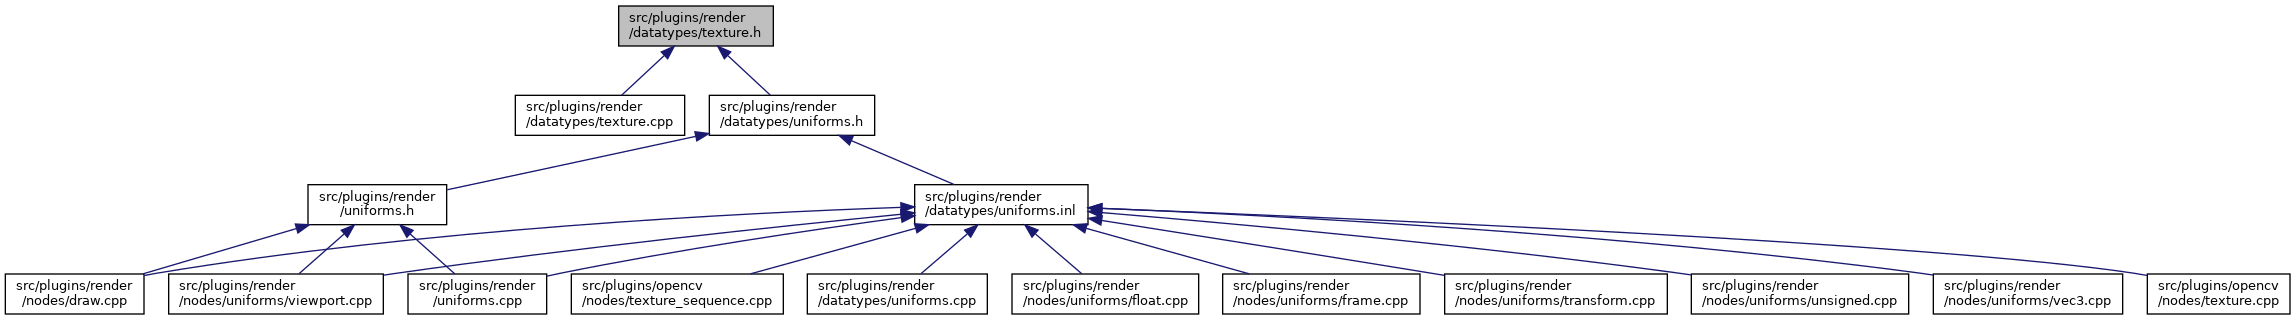 src/plugins/render
/datatypes/texture.h
src/plugins/render
/datatypes/texture.cpp
src/plugins/render
/datatypes/uniforms.h
src/plugins/render
/uniforms.h
src/plugins/render
/datatypes/uniforms.inl
src/plugins/render
/nodes/draw.cpp
src/plugins/render
/nodes/uniforms/viewport.cpp
src/plugins/render
/uniforms.cpp
src/plugins/opencv
/nodes/texture_sequence.cpp
src/plugins/render
/datatypes/uniforms.cpp
src/plugins/render
/nodes/uniforms/float.cpp
src/plugins/render
/nodes/uniforms/frame.cpp
src/plugins/render
/nodes/uniforms/transform.cpp
src/plugins/render
/nodes/uniforms/unsigned.cpp
src/plugins/render
/nodes/uniforms/vec3.cpp
src/plugins/opencv
/nodes/texture.cpp